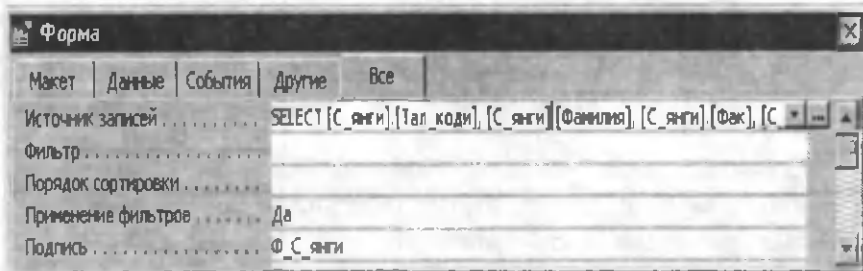 Форма
Макет Данные События Другие Все
Источник записей . . . . . . . . . . . SELECT [С_янги].[Тал_коди], [С_янги].[Фамилия], [С_янги].[Фак], [С_
Фильтр . . . . . . . . . . . . . . . . . . .
Порядок сортировки . . . . . . . .
Применение фильтров . . . . . . . Да
Подпись . . . . . . . . . . . . . . . . . . Ф_С_янги